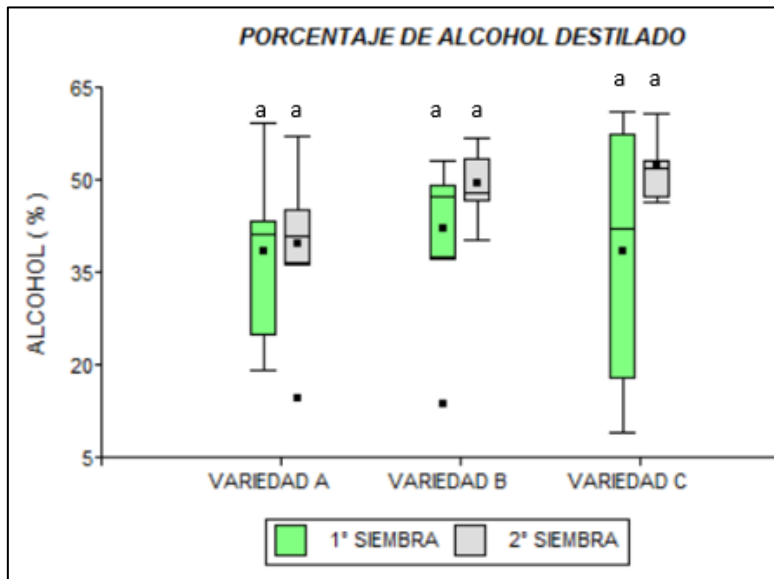 PORCENTAJE DE ALCOHOL DESTILADO
65
50
35
20
5
ALCOHOL ( % )
a a a a a a
VARIEDAD A VARIEDAD B VARIEDAD C
1° SIEMBRA 2° SIEMBRA